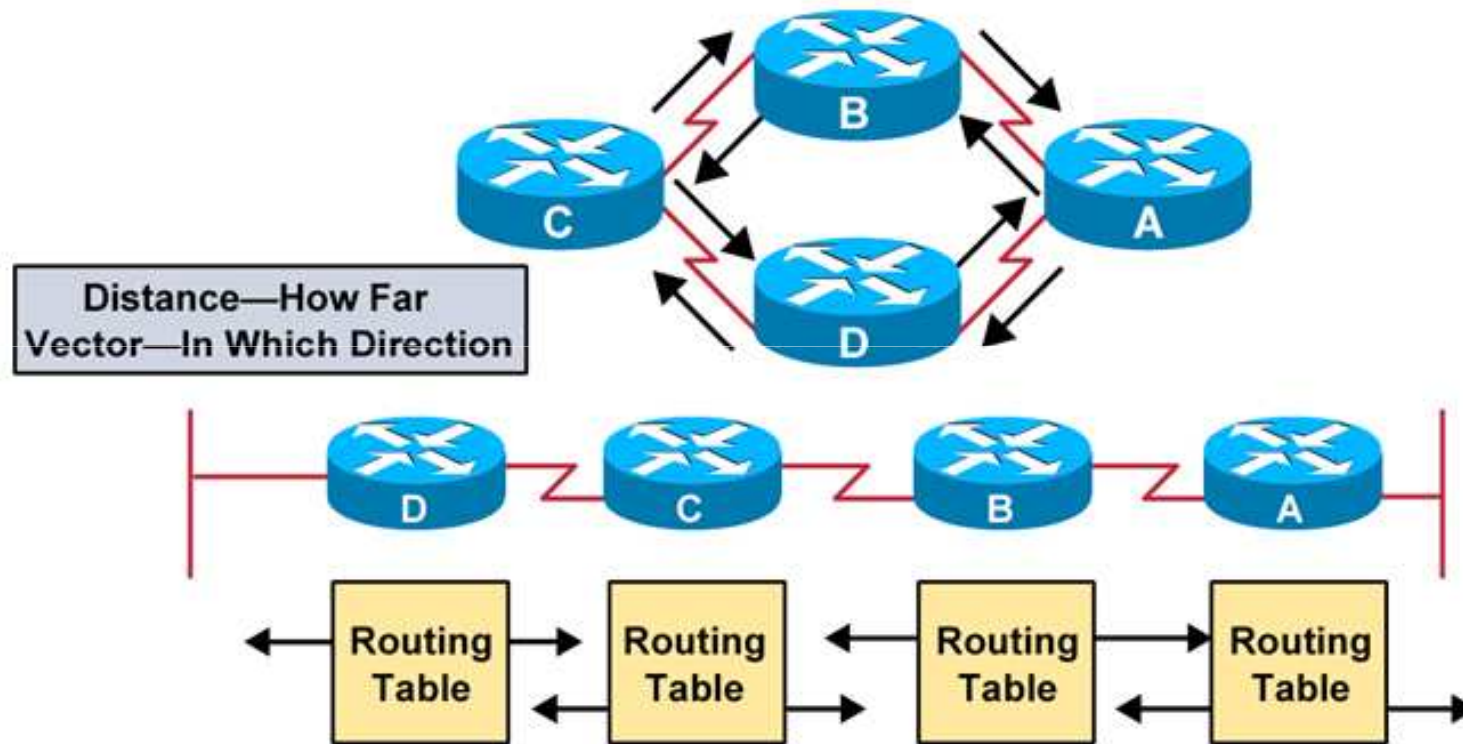 B
C
A
D
Distance—How Far
Vector—In Which Direction
D
C
B
A
Routing
Table
Routing
Table
Routing
Table
Routing
Table